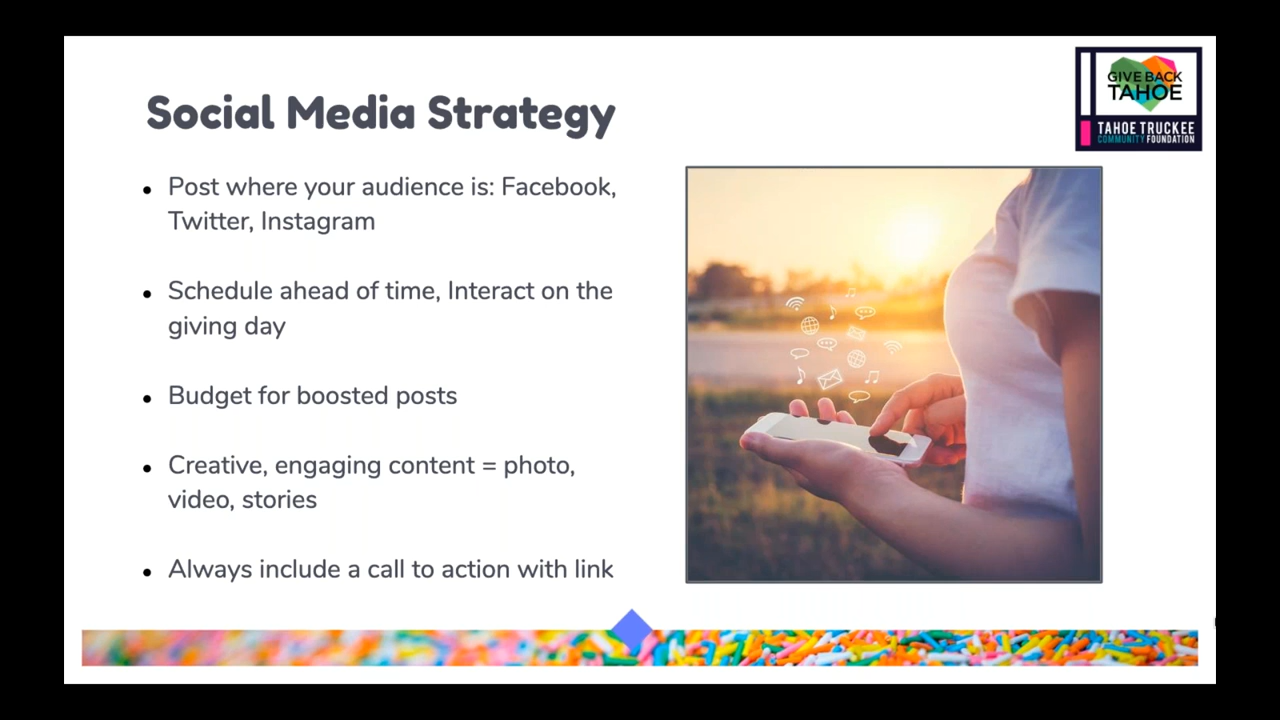 GIVE BACK
TAHOE
TAHOE TRUCKEE
COMMUNITY FOUNDATION
Social Media Strategy
Post where your audience is: Facebook,
Twitter, Instagram
Schedule ahead of time, Interact on the
giving day
Budget for boosted posts
Creative, engaging content = photo,
video, stories
Always include a call to action with link